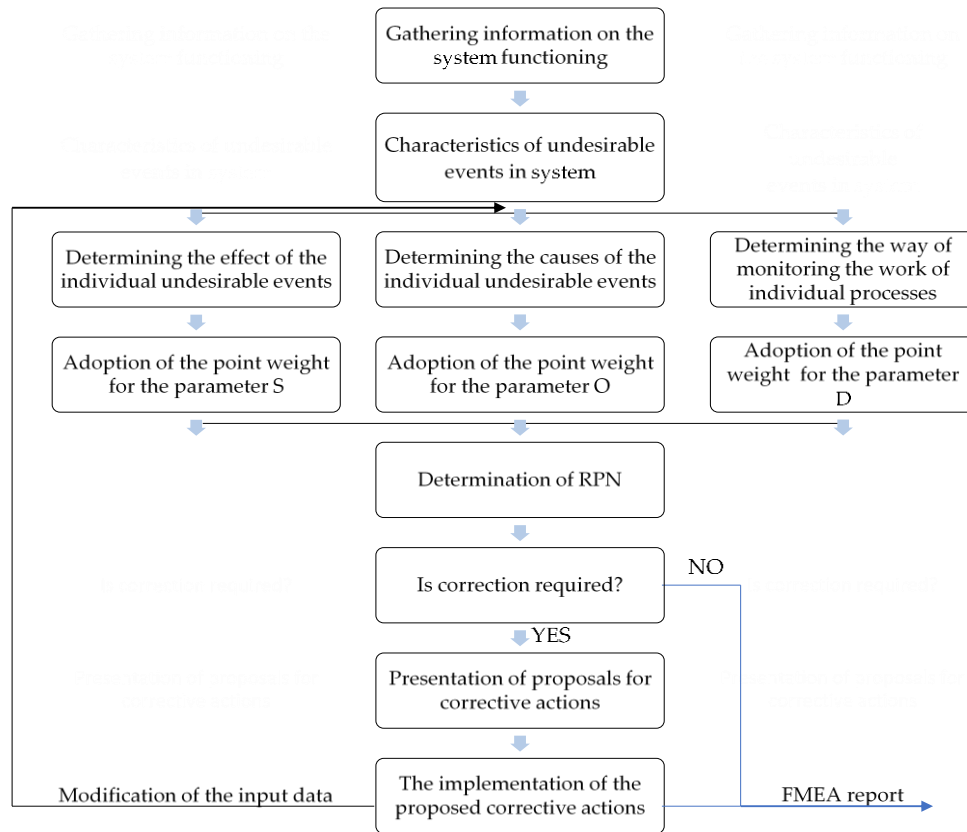 Gathering information on the
system functioning
Characteristics of undesirable
events in system
Determining the effect of the
individual undesirable events
Determining the causes of the
individual undesirable events
Determining the way of
monitoring the work of
individual processes
Adoption of the point weight
for the parameter S
Adoption of the point weight
for the parameter O
Adoption of the point
weight for the parameter
D
Determination of RPN
Is correction required?
NO
YES
Presentation of proposals for
corrective actions
Modification of the input data
The implementation of the
proposed corrective actions
FMEA report